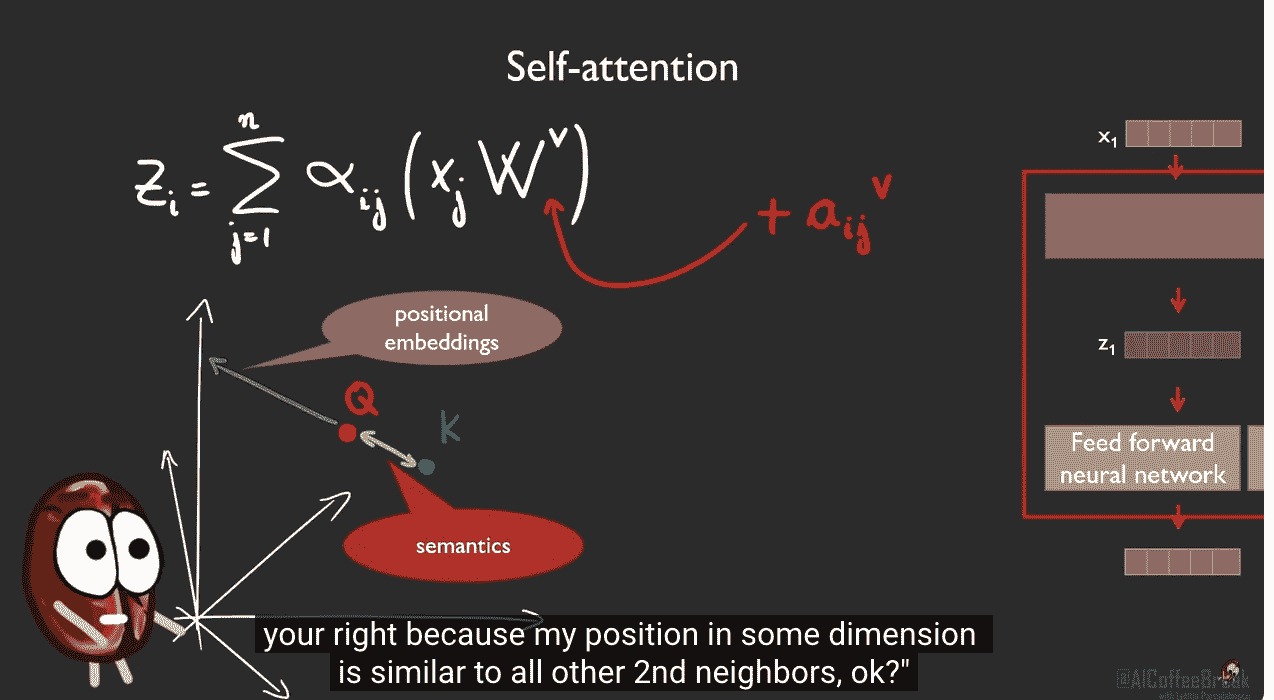 Self-attention
n
z_i = Σ α_ij (x_j W^v)
j=1
+ a_ij^v
x₁
positional
embeddings
z₁
Q
K
Feed forward
neural network
semantics
your right because my position in some dimension
is similar to all other 2nd neighbors, ok?"
@AICoffeeBreak